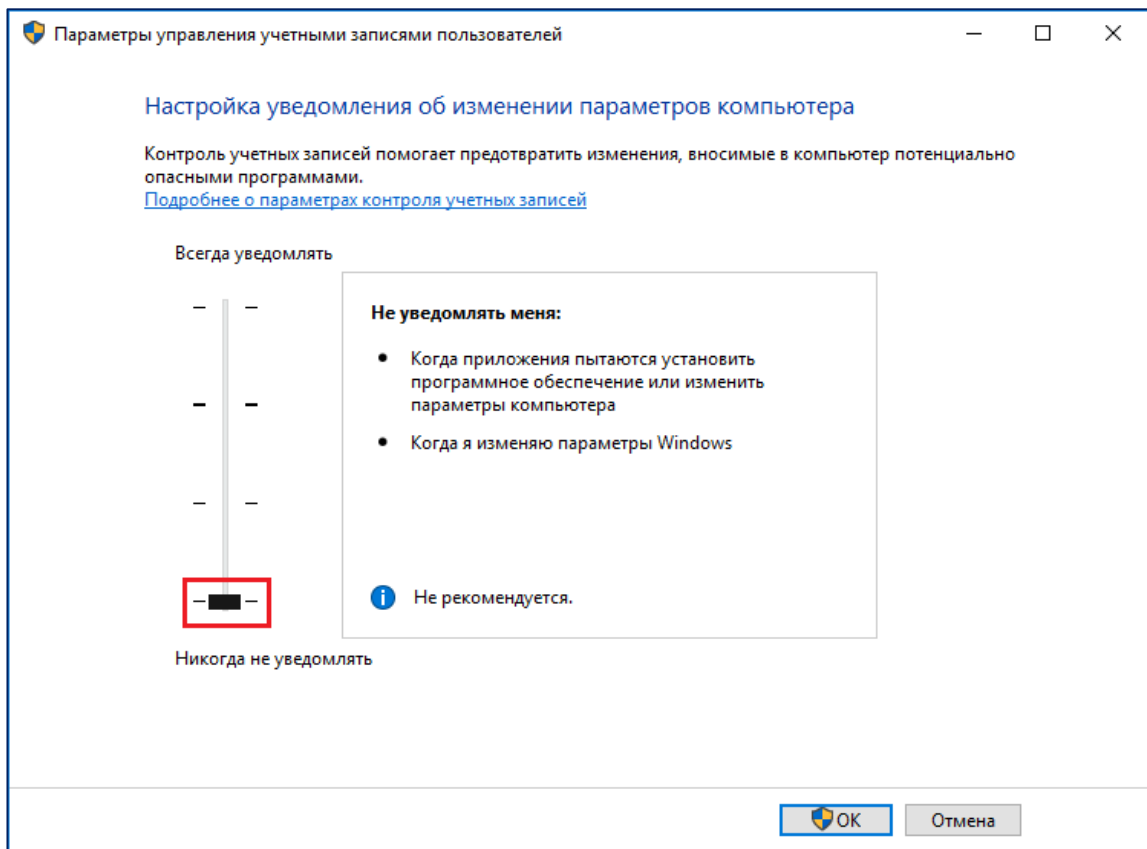 Параметры управления учетными записями пользователей
Настройка уведомления об изменении параметров компьютера
Контроль учетных записей помогает предотвратить изменения, вносимые в компьютер потенциально
опасными программами.
Подробнее о параметрах контроля учетных записей
Всегда уведомлять
Не уведомлять меня:
Когда приложения пытаются установить
программное обеспечение или изменить
параметры компьютера
Когда я изменяю параметры Windows
Не рекомендуется.
Никогда не уведомлять
ОК
Отмена